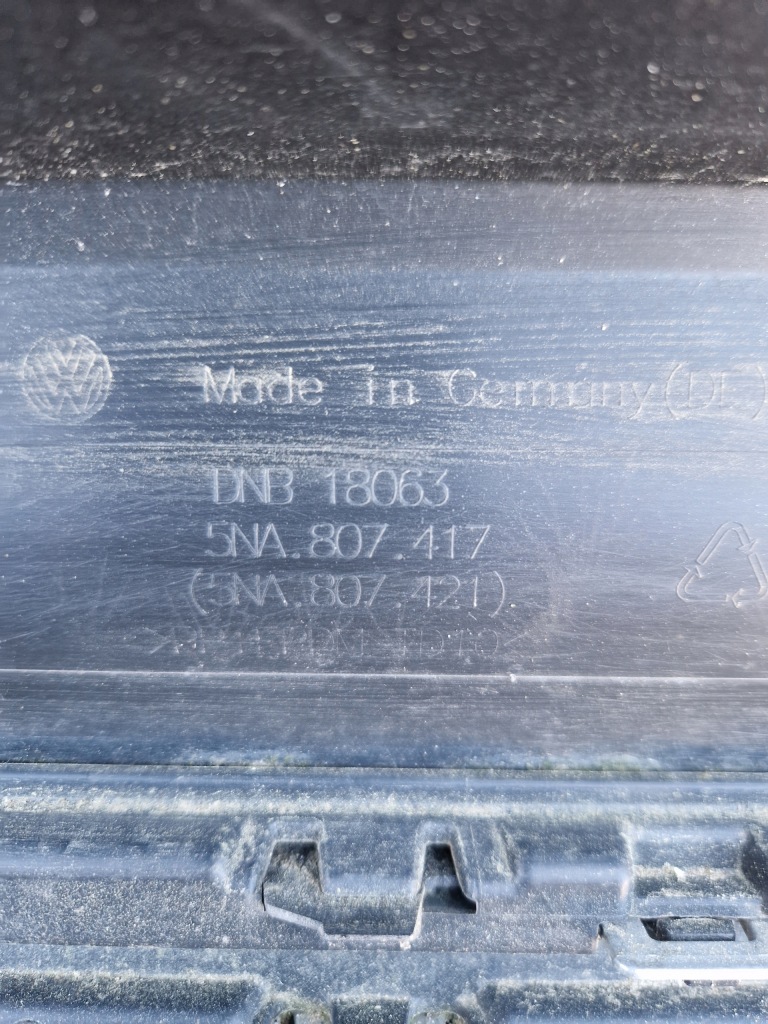 Made in Germany (DE)
DNB 18063
5NA.807.417
(5NA.807.421)